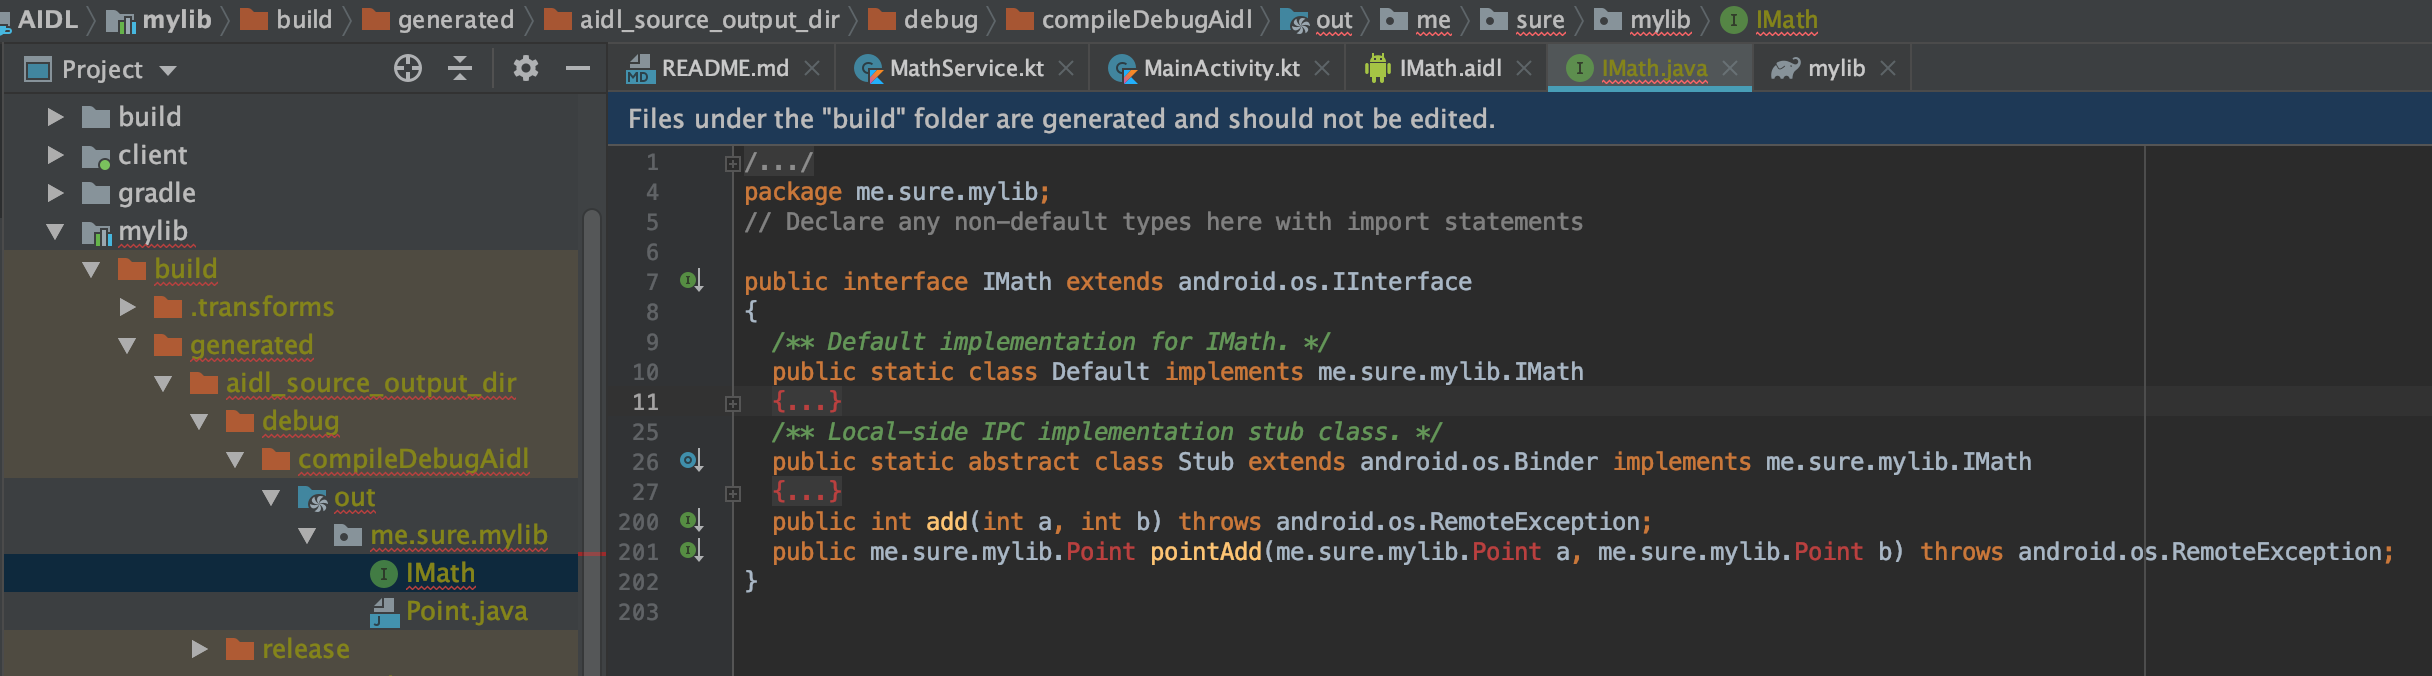 AIDL mylib build generated aidl_source_output_dir debug compileDebugAidl out me sure mylib IMath
Project
README.md MathService.kt MainActivity.kt IMath.aidl IMath.java mylib
Files under the "build" folder are generated and should not be edited.
build
client
gradle
mylib
build
.transforms
generated
aidl_source_output_dir
debug
compileDebugAidl
out
me.sure.mylib
IMath
Point.java
release
1 /.../
4 package me.sure.mylib;
5 // Declare any non-default types here with import statements
6
7 public interface IMath extends android.os.IInterface
8 {
9 /** Default implementation for IMath. */
10 public static class Default implements me.sure.mylib.IMath
11 {...}
25 /** Local-side IPC implementation stub class. */
26 public static abstract class Stub extends android.os.Binder implements me.sure.mylib.IMath
27 {...}
200 public int add(int a, int b) throws android.os.RemoteException;
201 public me.sure.mylib.Point pointAdd(me.sure.mylib.Point a, me.sure.mylib.Point b) throws android.os.RemoteException;
202 }
203